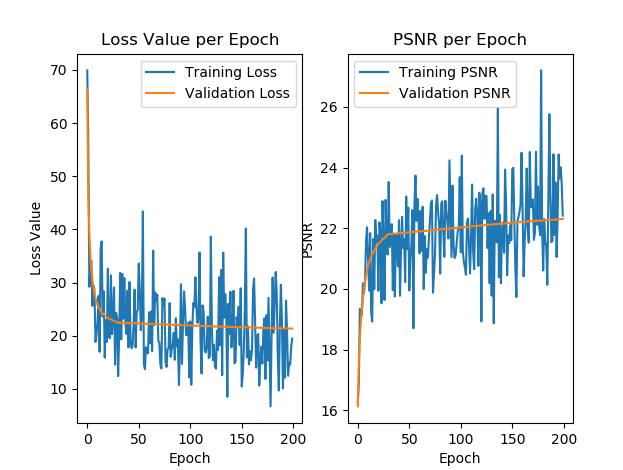 Loss Value per Epoch
Training Loss
Validation Loss
Loss Value
70
60
50
40
30
20
10
0
50
100
150
200
Epoch
PSNR per Epoch
Training PSNR
Validation PSNR
PSNR
26
24
22
20
18
16
0
50
100
150
200
Epoch